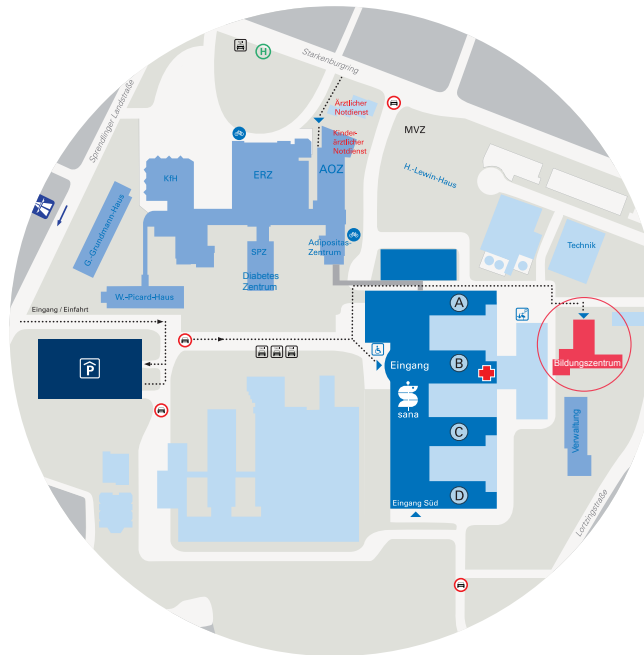 H
Starkenburgring
Sprendlinger Landstraße
Ärztlicher
Notdienst
Kinder-
ärztlicher
Notdienst
MVZ
KfH
ERZ
AOZ
H.-Lewin-Haus
G.-Grundmann-Haus
SPZ
Diabetes
Zentrum
Adipositas-
Zentrum
Technik
W.-Picard-Haus
Eingang / Einfahrt
A
P
Eingang
B
sana
Bildungszentrum
C
Verwaltung
D
Eingang Süd
Lortzingstraße